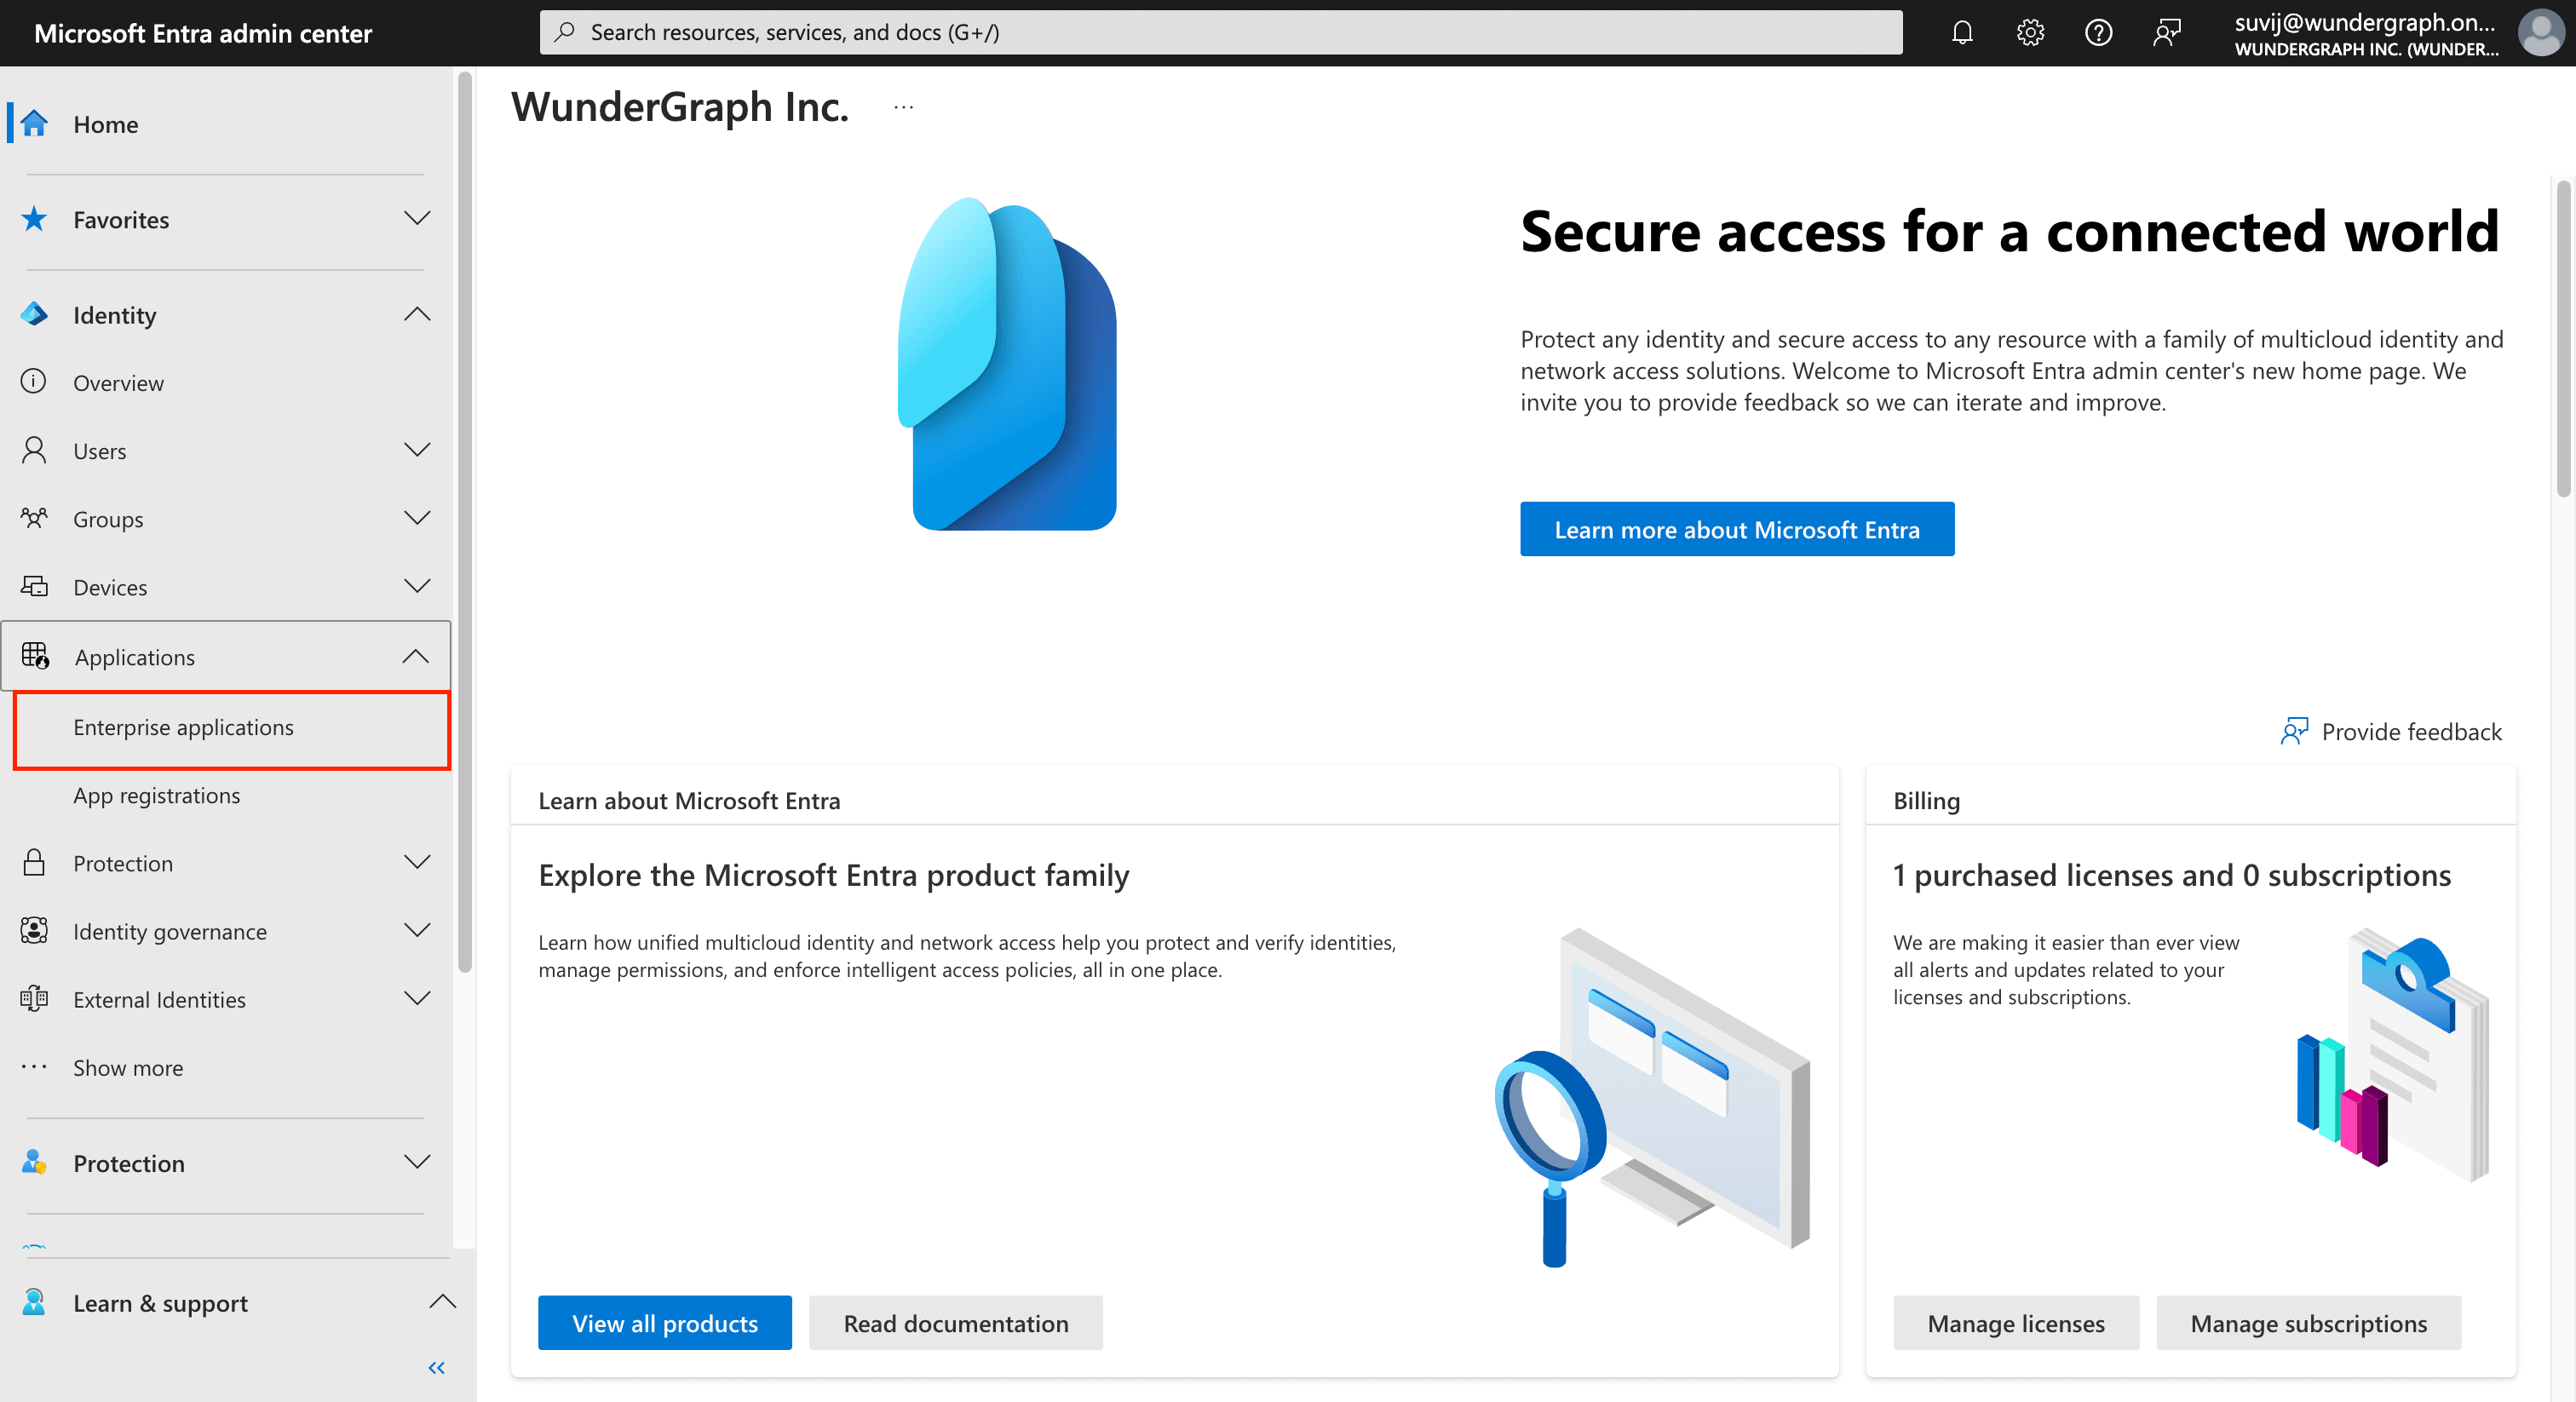 Microsoft Entra admin center
Search resources, services, and docs (G+/)
suvij@wundergraph.on...
WUNDERGRAPH INC. (WUNDER...
Home
Favorites
Identity
Overview
Users
Groups
Devices
Applications
Enterprise applications
App registrations
Protection
Identity governance
External Identities
Show more
Protection
Learn & support
WunderGraph Inc.
Secure access for a connected world
Protect any identity and secure access to any resource with a family of multicloud identity and
network access solutions. Welcome to Microsoft Entra admin center's new home page. We
invite you to provide feedback so we can iterate and improve.
Learn more about Microsoft Entra
Provide feedback
Learn about Microsoft Entra
Explore the Microsoft Entra product family
Learn how unified multicloud identity and network access help you protect and verify identities,
manage permissions, and enforce intelligent access policies, all in one place.
View all products
Read documentation
Billing
1 purchased licenses and 0 subscriptions
We are making it easier than ever view
all alerts and updates related to your
licenses and subscriptions.
Manage licenses
Manage subscriptions